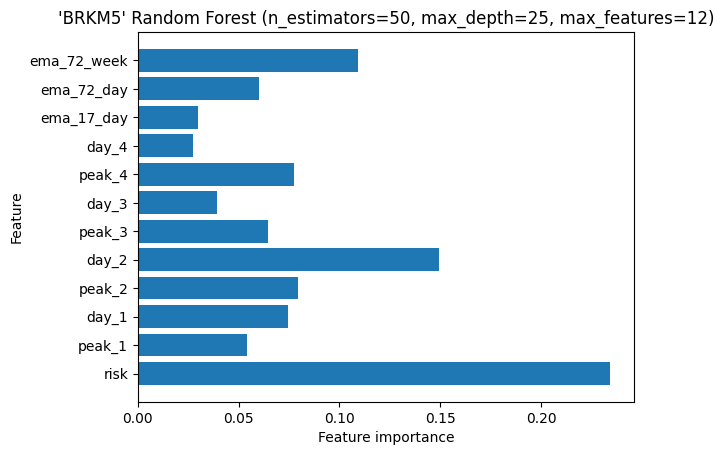 'BRKM5' Random Forest (n_estimators=50, max_depth=25, max_features=12)
ema_72_week
ema_72_day
ema_17_day
day_4
peak_4
day_3
peak_3
day_2
peak_2
day_1
peak_1
risk
Feature
0.00 0.05 0.10 0.15 0.20
Feature importance